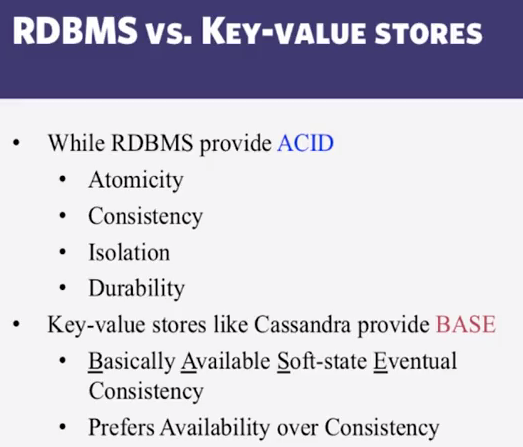 RDBMS vs. Key-value stores
• While RDBMS provide ACID
• Atomicity
• Consistency
• Isolation
• Durability
• Key-value stores like Cassandra provide BASE
• Basically Available Soft-state Eventual
Consistency
• Prefers Availability over Consistency